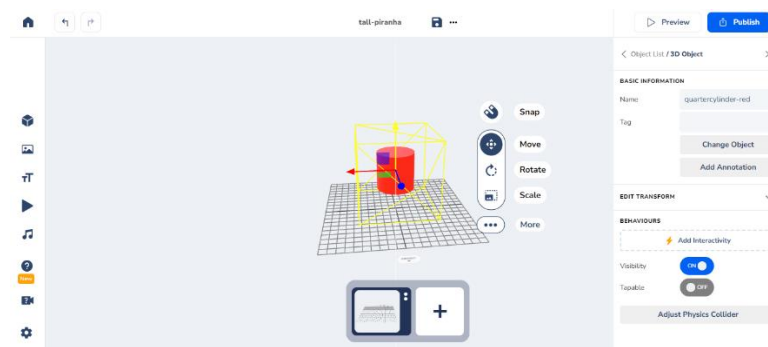 tall-piranha
Preview
Publish
Object List / 3D Object
BASIC INFORMATION
Name
quartercylinder-red
Tag
Change Object
Add Annotation
EDIT TRANSFORM
BEHAVIOURS
Add Interactivity
Visibility
ON
Tapable
OFF
Adjust Physics Collider
Snap
Move
Rotate
Scale
More